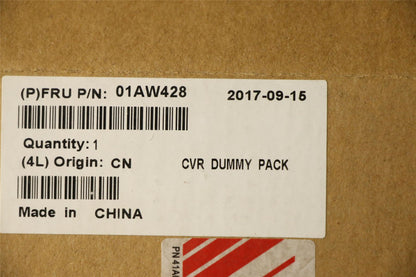 (P)FRU P/N: 01AW428 2017-09-15
Quantity: 1
(4L) Origin: CN CVR DUMMY PACK
Made in CHINA